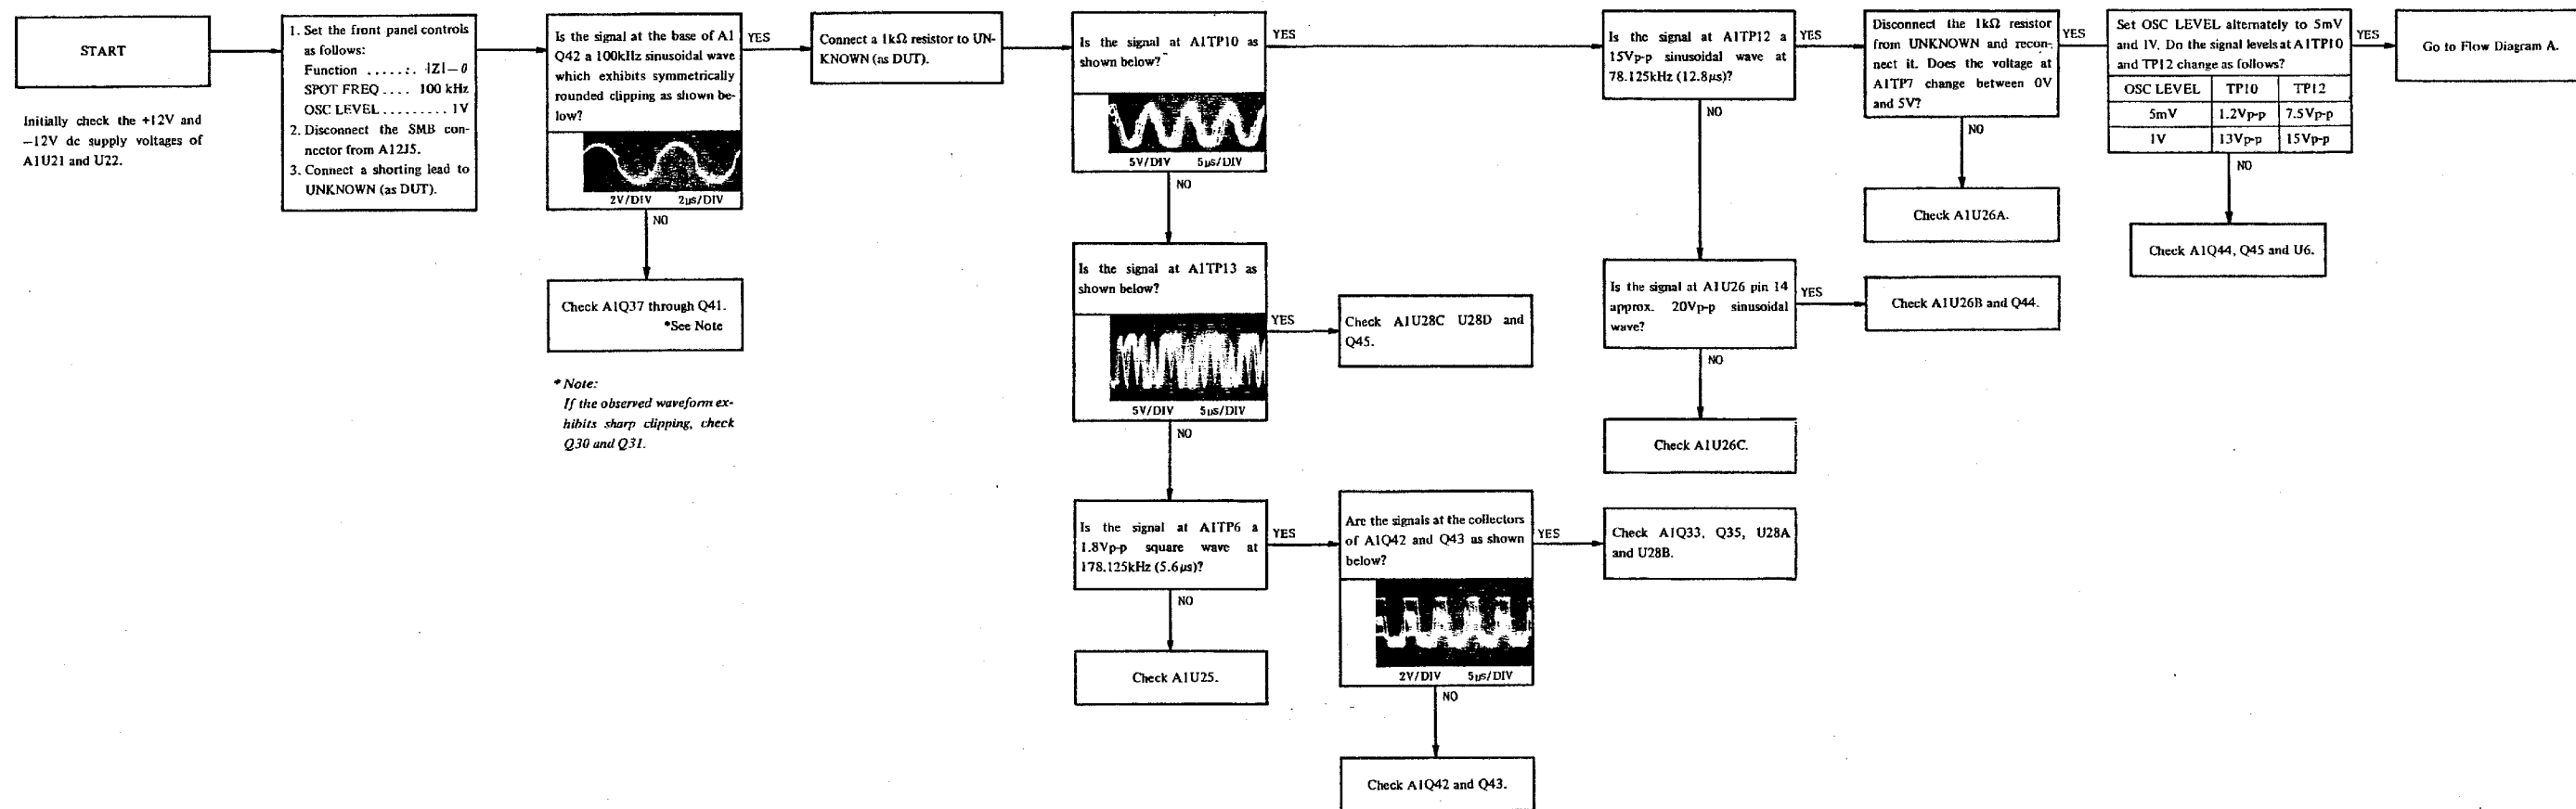 START
Initially check the +12V and
−12V dc supply voltages of
A1U21 and U22.
1. Set the front panel controls
as follows:
Function .....:. |Z|−θ
SPOT FREQ .... 100 kHz
OSC LEVEL ......... 1V
2. Disconnect the SMB con-
nector from A12J5.
3. Connect a shorting lead to
UNKNOWN (as DUT).
Is the signal at the base of A1
Q42 a 100kHz sinusoidal wave
which exhibits symmetrically
rounded clipping as shown be-
low?
2V/DIV 2µs/DIV
YES
NO
Check A1Q37 through Q41.
*See Note
* Note:
If the observed waveform ex-
hibits sharp clipping, check
Q30 and Q31.
Connect a 1kΩ resistor to UN-
KNOWN (as DUT).
Is the signal at A1TP10 as
shown below?
5V/DIV 5µs/DIV
YES
NO
Is the signal at A1TP13 as
shown below?
5V/DIV 5µs/DIV
YES
Check A1U28C U28D and
Q45.
NO
Is the signal at A1TP6 a
1.8Vp-p square wave at
178.125kHz (5.6µs)?
YES
NO
Check A1U25.
Are the signals at the collectors
of A1Q42 and Q43 as shown
below?
2V/DIV 5µs/DIV
YES
Check A1Q33, Q35, U28A
and U28B.
NO
Check A1Q42 and Q43.
Is the signal at A1TP12 a
15Vp-p sinusoidal wave at
78.125kHz (12.8µs)?
YES
NO
Is the signal at A1U26 pin 14
approx. 20Vp-p sinusoidal
wave?
YES
Check A1U26B and Q44.
NO
Check A1U26C.
Disconnect the 1kΩ resistor
from UNKNOWN and recon-
nect it. Does the voltage at
A1TP7 change between 0V
and 5V?
YES
NO
Check A1U26A.
Set OSC LEVEL alternately to 5mV
and 1V. Do the signal levels at A1TP10
and TP12 change as follows?
OSC LEVEL TP10 TP12
5mV 1.2Vp-p 7.5Vp-p
1V 13Vp-p 15Vp-p
YES
NO
Check A1Q44, Q45 and U6.
Go to Flow Diagram A.